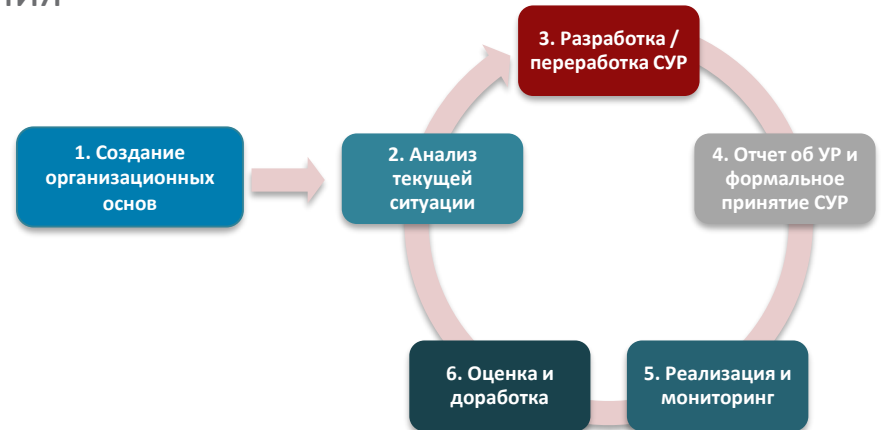 1. Создание
организационных
основ
2. Анализ
текущей
ситуации
3. Разработка /
переработка СУР
4. Отчет об УР и
формальное
принятие СУР
5. Реализация и
мониторинг
6. Оценка и
доработка